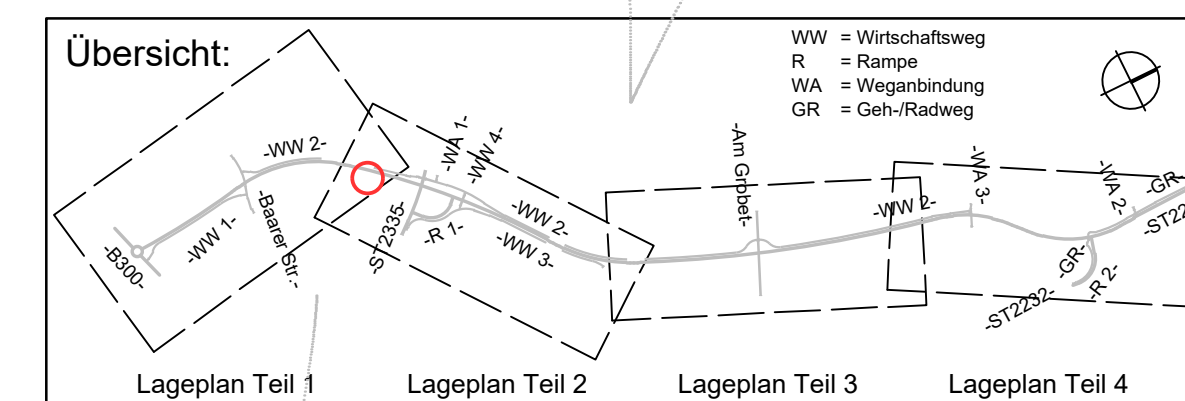 Übersicht:
WW = Wirtschaftsweg
R = Rampe
WA = Weganbindung
GR = Geh-/Radweg
-B300-
-WW 1-
-Baarer Str.-
-WW 2-
-ST2335-
-R 1-
-WA 1-
-WW 4-
-WW 2-
-WW 3-
-Am Grobet-
-WW 2-
-WA 3-
-WA 2-
-GR-
-ST22
-GR-
-R 2-
-ST2232-
Lageplan Teil 1
Lageplan Teil 2
Lageplan Teil 3
Lageplan Teil 4